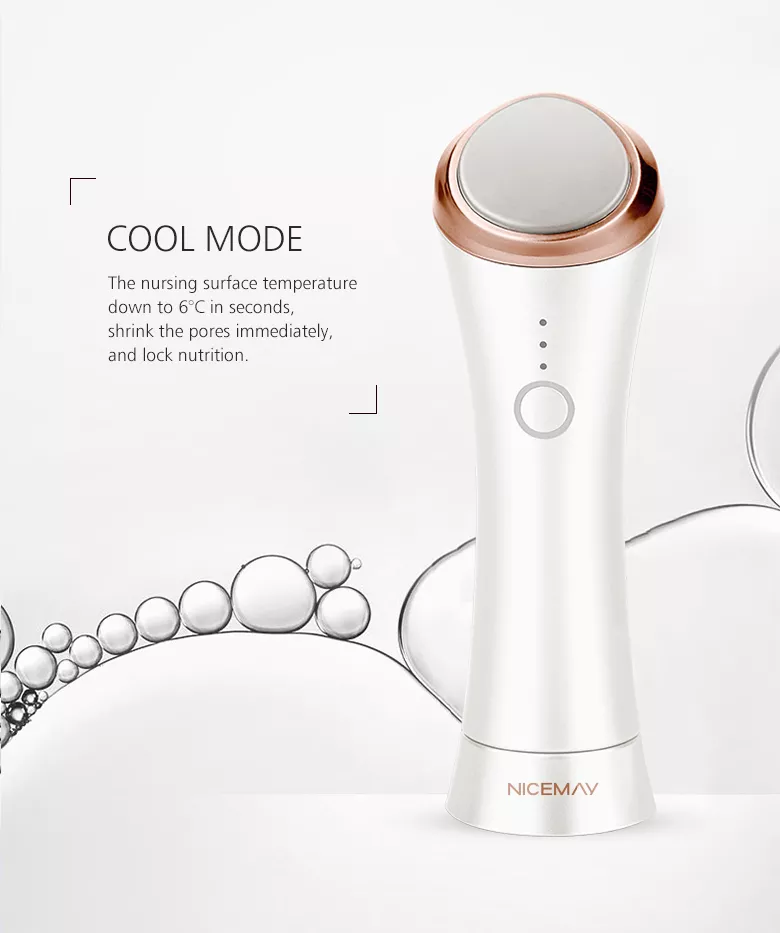 COOL MODE
The nursing surface temperature
down to 6°C in seconds,
shrink the pores immediately,
and lock nutrition.
NICEMAY